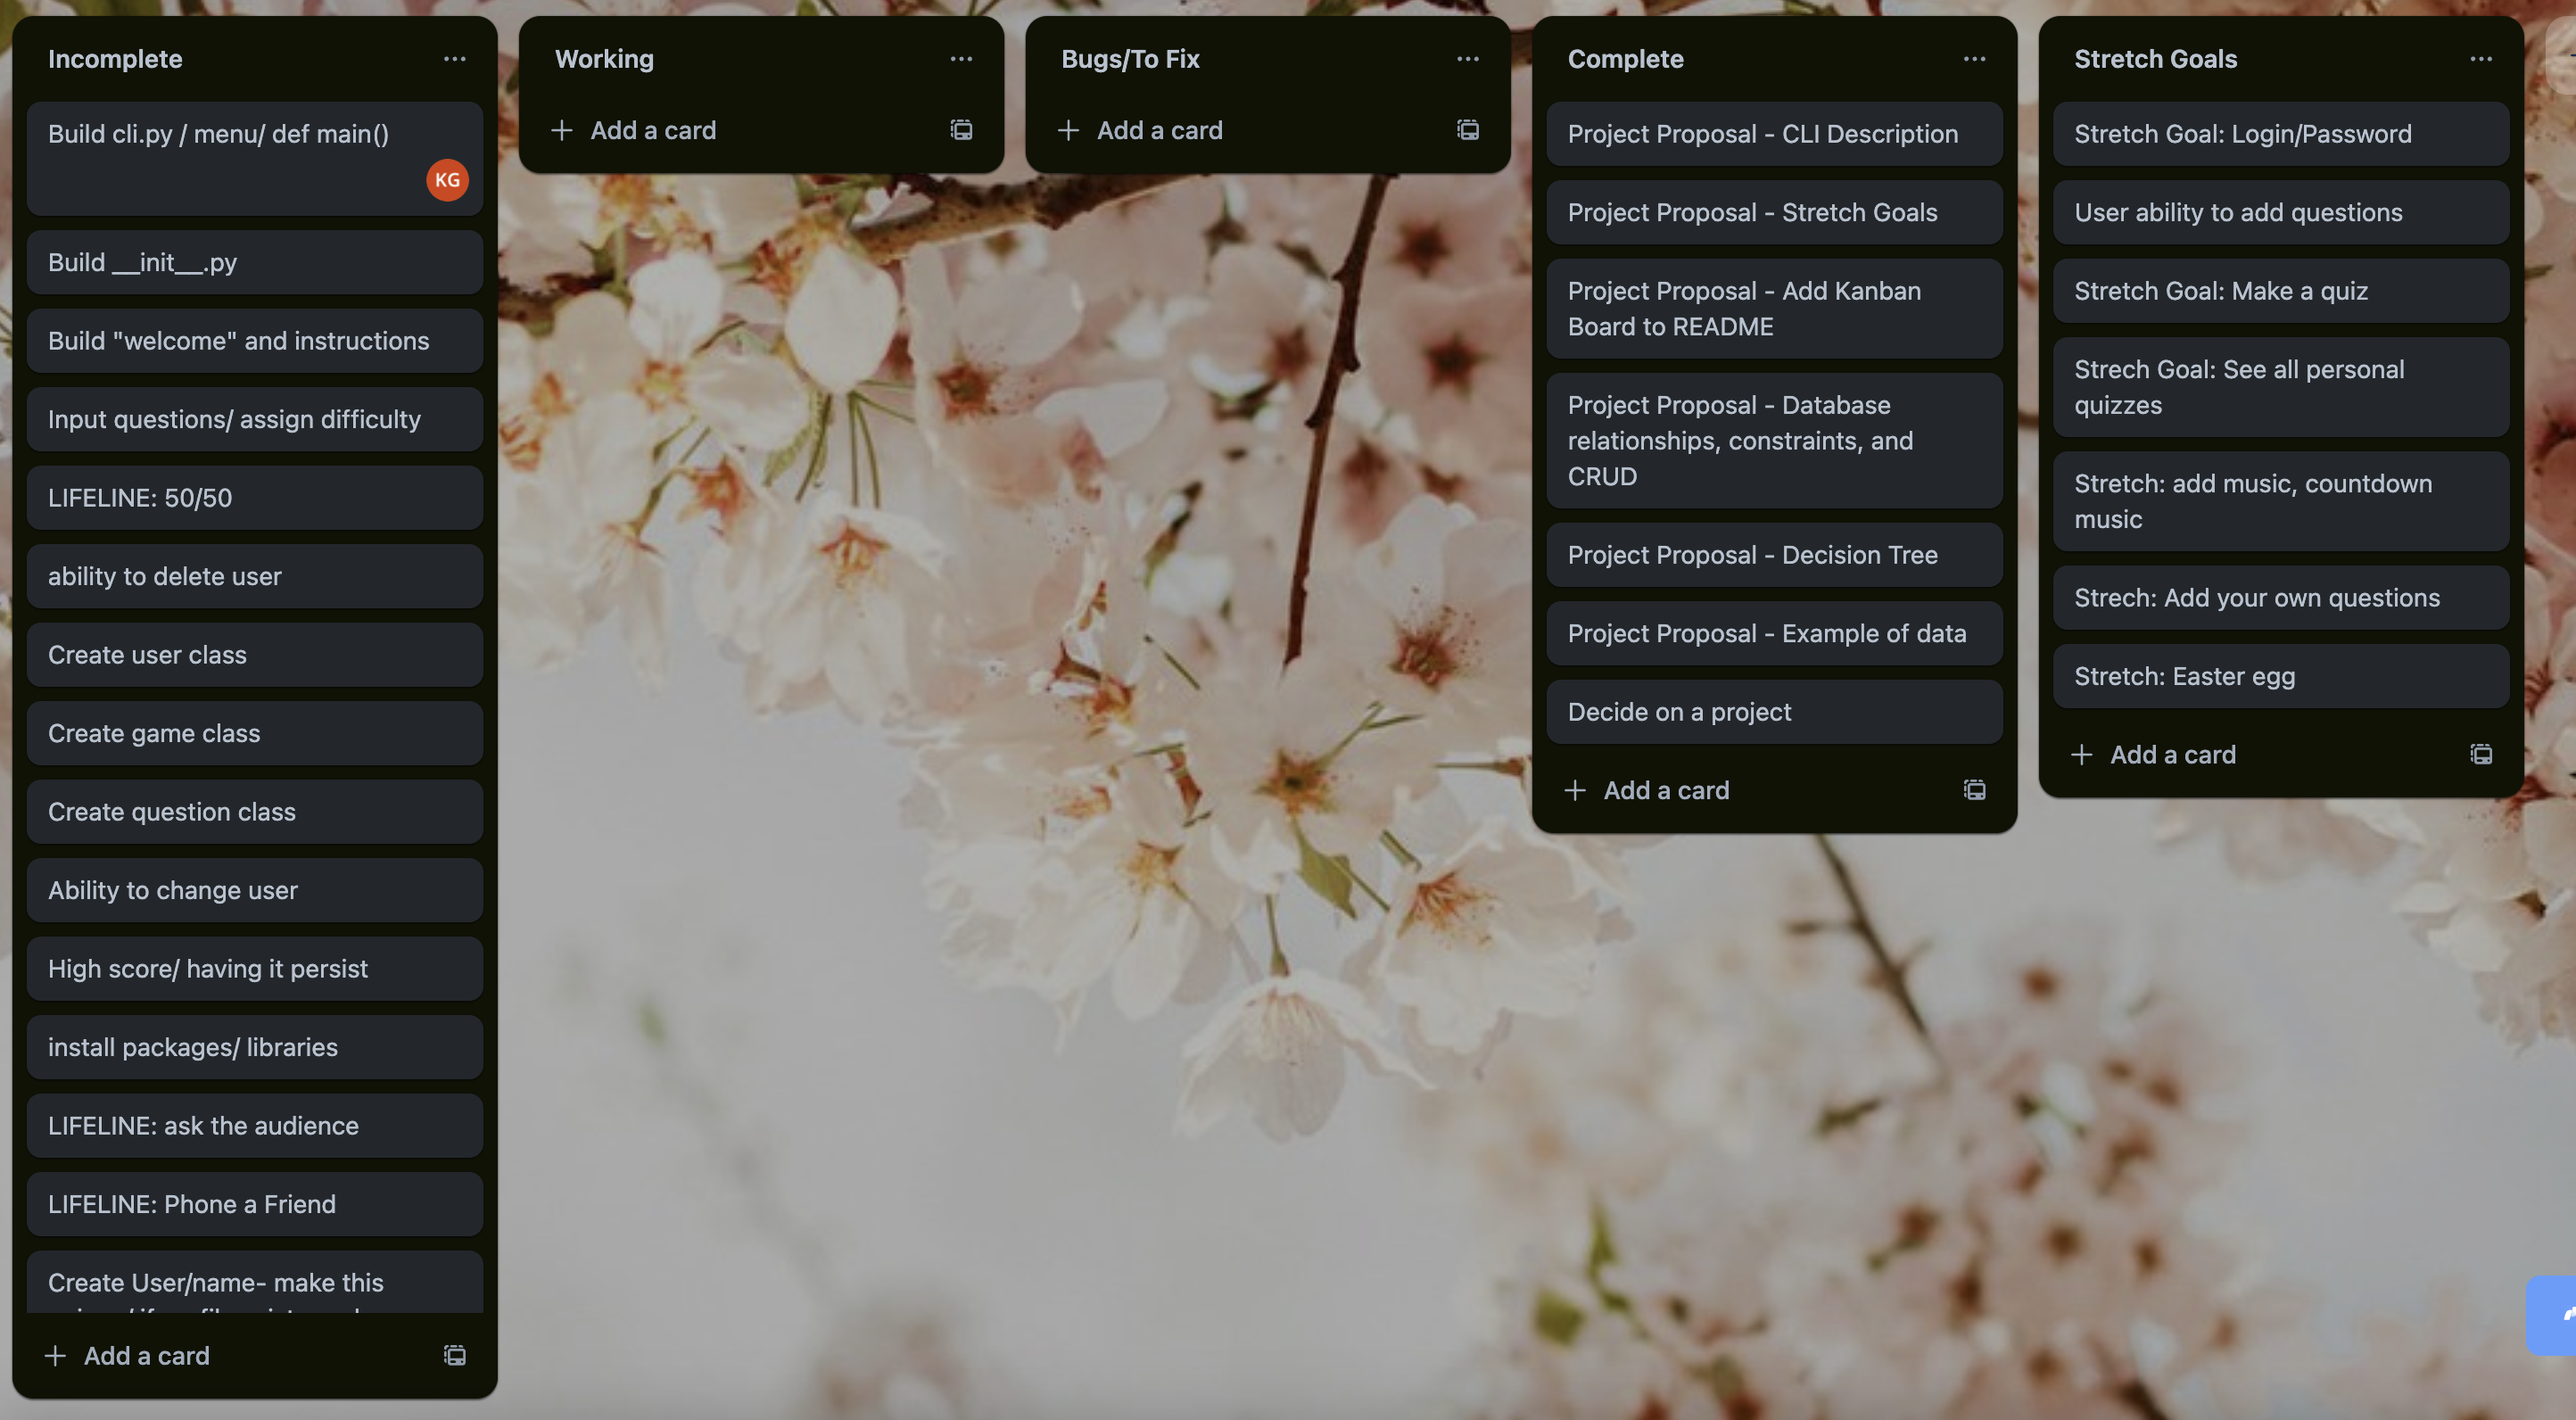 Incomplete
Build cli.py / menu/ def main()
KG
Build __init__.py
Build "welcome" and instructions
Input questions/ assign difficulty
LIFELINE: 50/50
ability to delete user
Create user class
Create game class
Create question class
Ability to change user
High score/ having it persist
install packages/ libraries
LIFELINE: ask the audience
LIFELINE: Phone a Friend
Create User/name- make this
Add a card
Working
Add a card
Bugs/To Fix
Add a card
Complete
Project Proposal - CLI Description
Project Proposal - Stretch Goals
Project Proposal - Add Kanban
Board to README
Project Proposal - Database
relationships, constraints, and
CRUD
Project Proposal - Decision Tree
Project Proposal - Example of data
Decide on a project
Add a card
Stretch Goals
Stretch Goal: Login/Password
User ability to add questions
Stretch Goal: Make a quiz
Strech Goal: See all personal
quizzes
Stretch: add music, countdown
music
Strech: Add your own questions
Stretch: Easter egg
Add a card